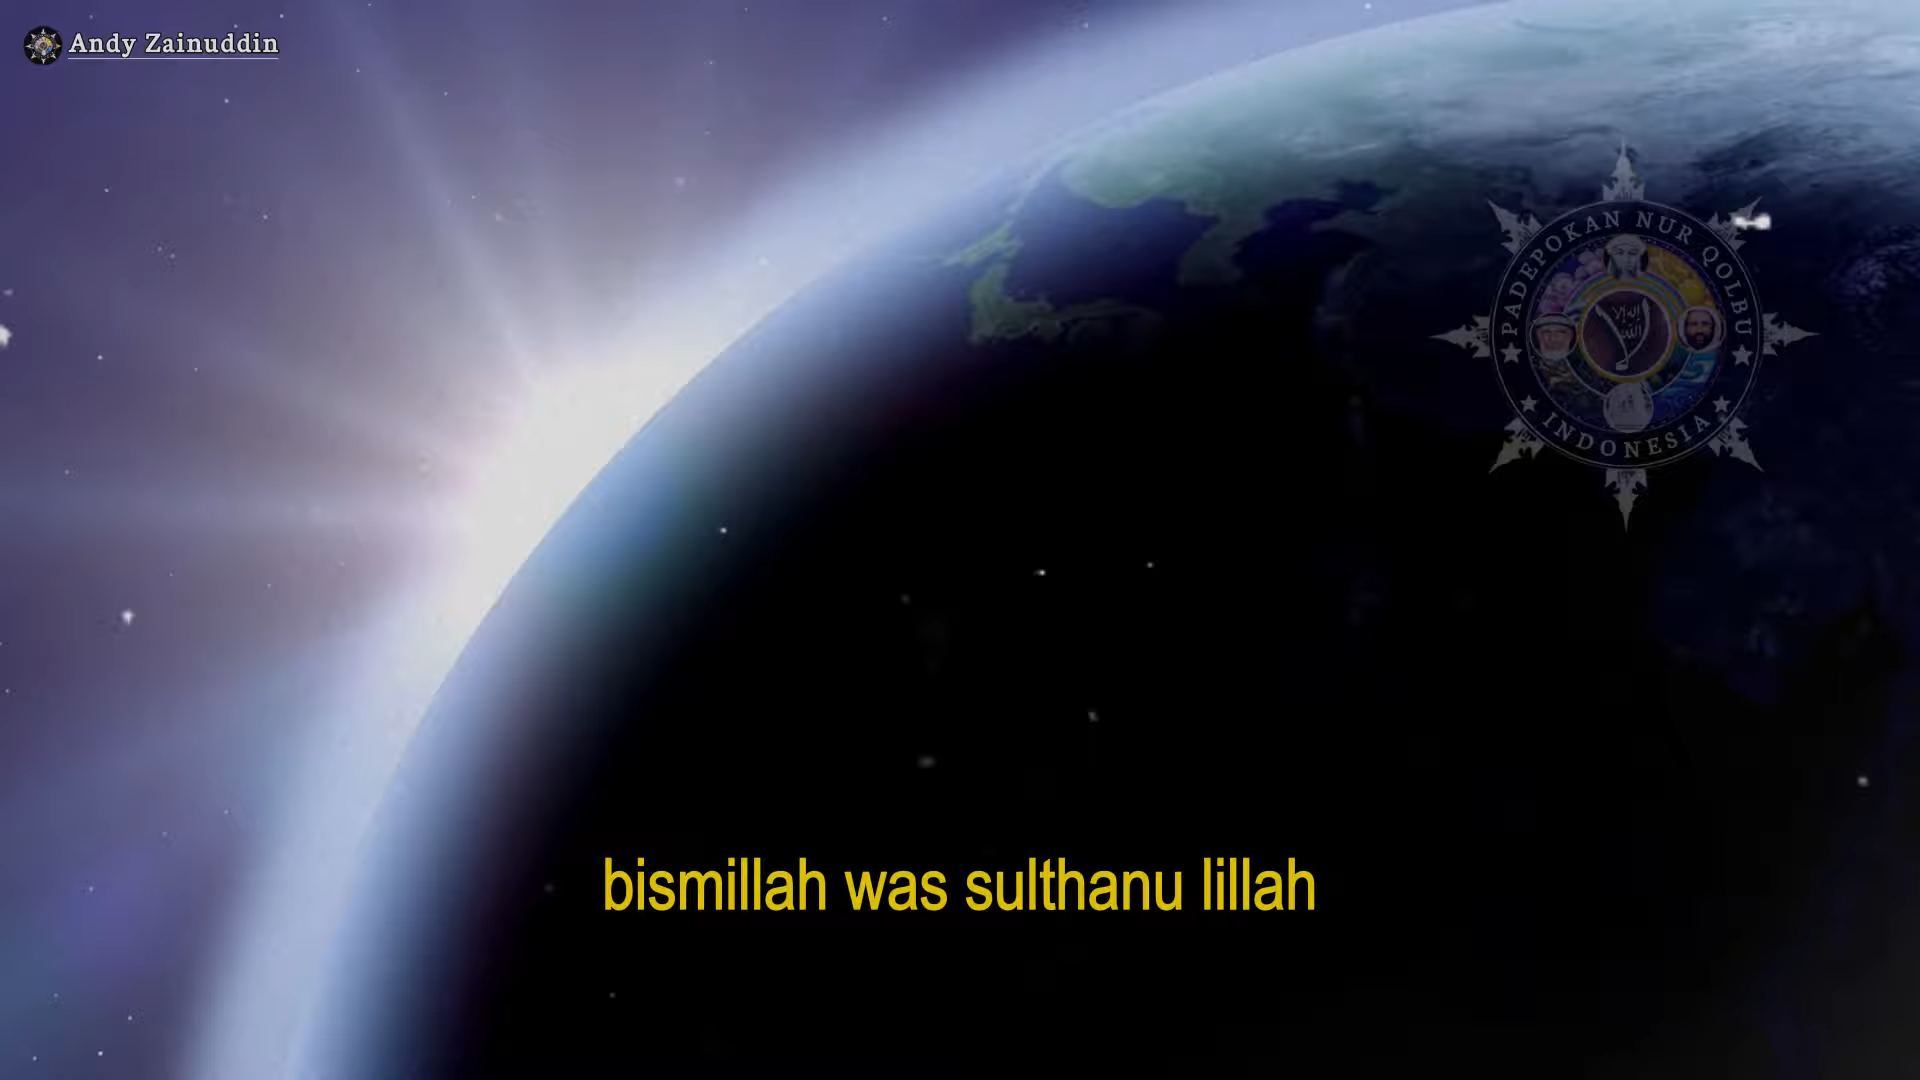 Andy Zainuddin
PADEPOKAN NUR QOLBU
INDONESIA
bismillah was sulthanu lillah